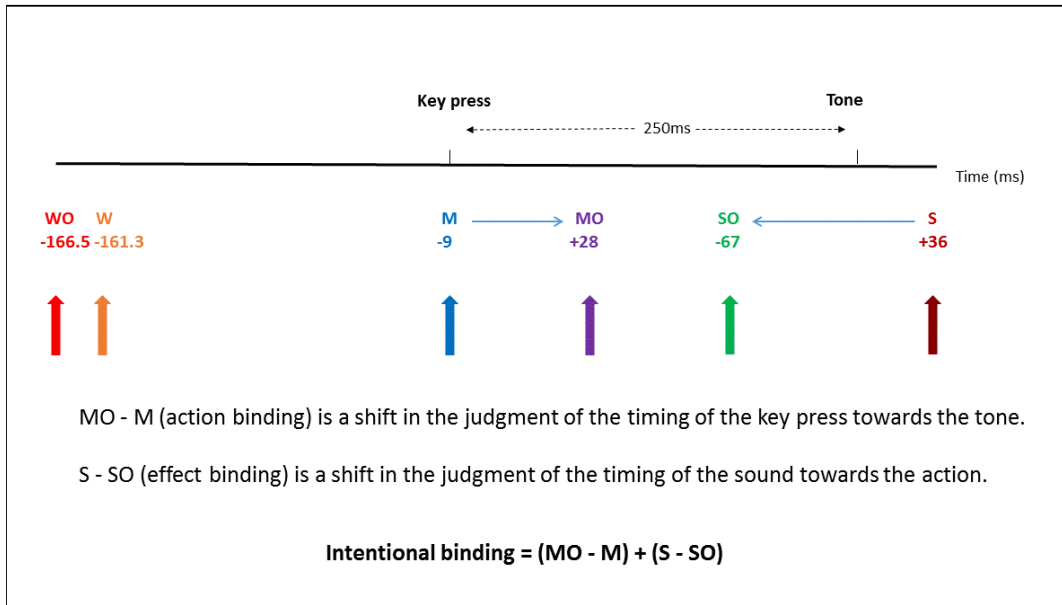 Key press Tone
250ms
Time (ms)
WO W M MO SO S
-166.5 -161.3 -9 +28 -67 +36
MO - M (action binding) is a shift in the judgment of the timing of the key press towards the tone.
S - SO (effect binding) is a shift in the judgment of the timing of the sound towards the action.
Intentional binding = (MO - M) + (S - SO)